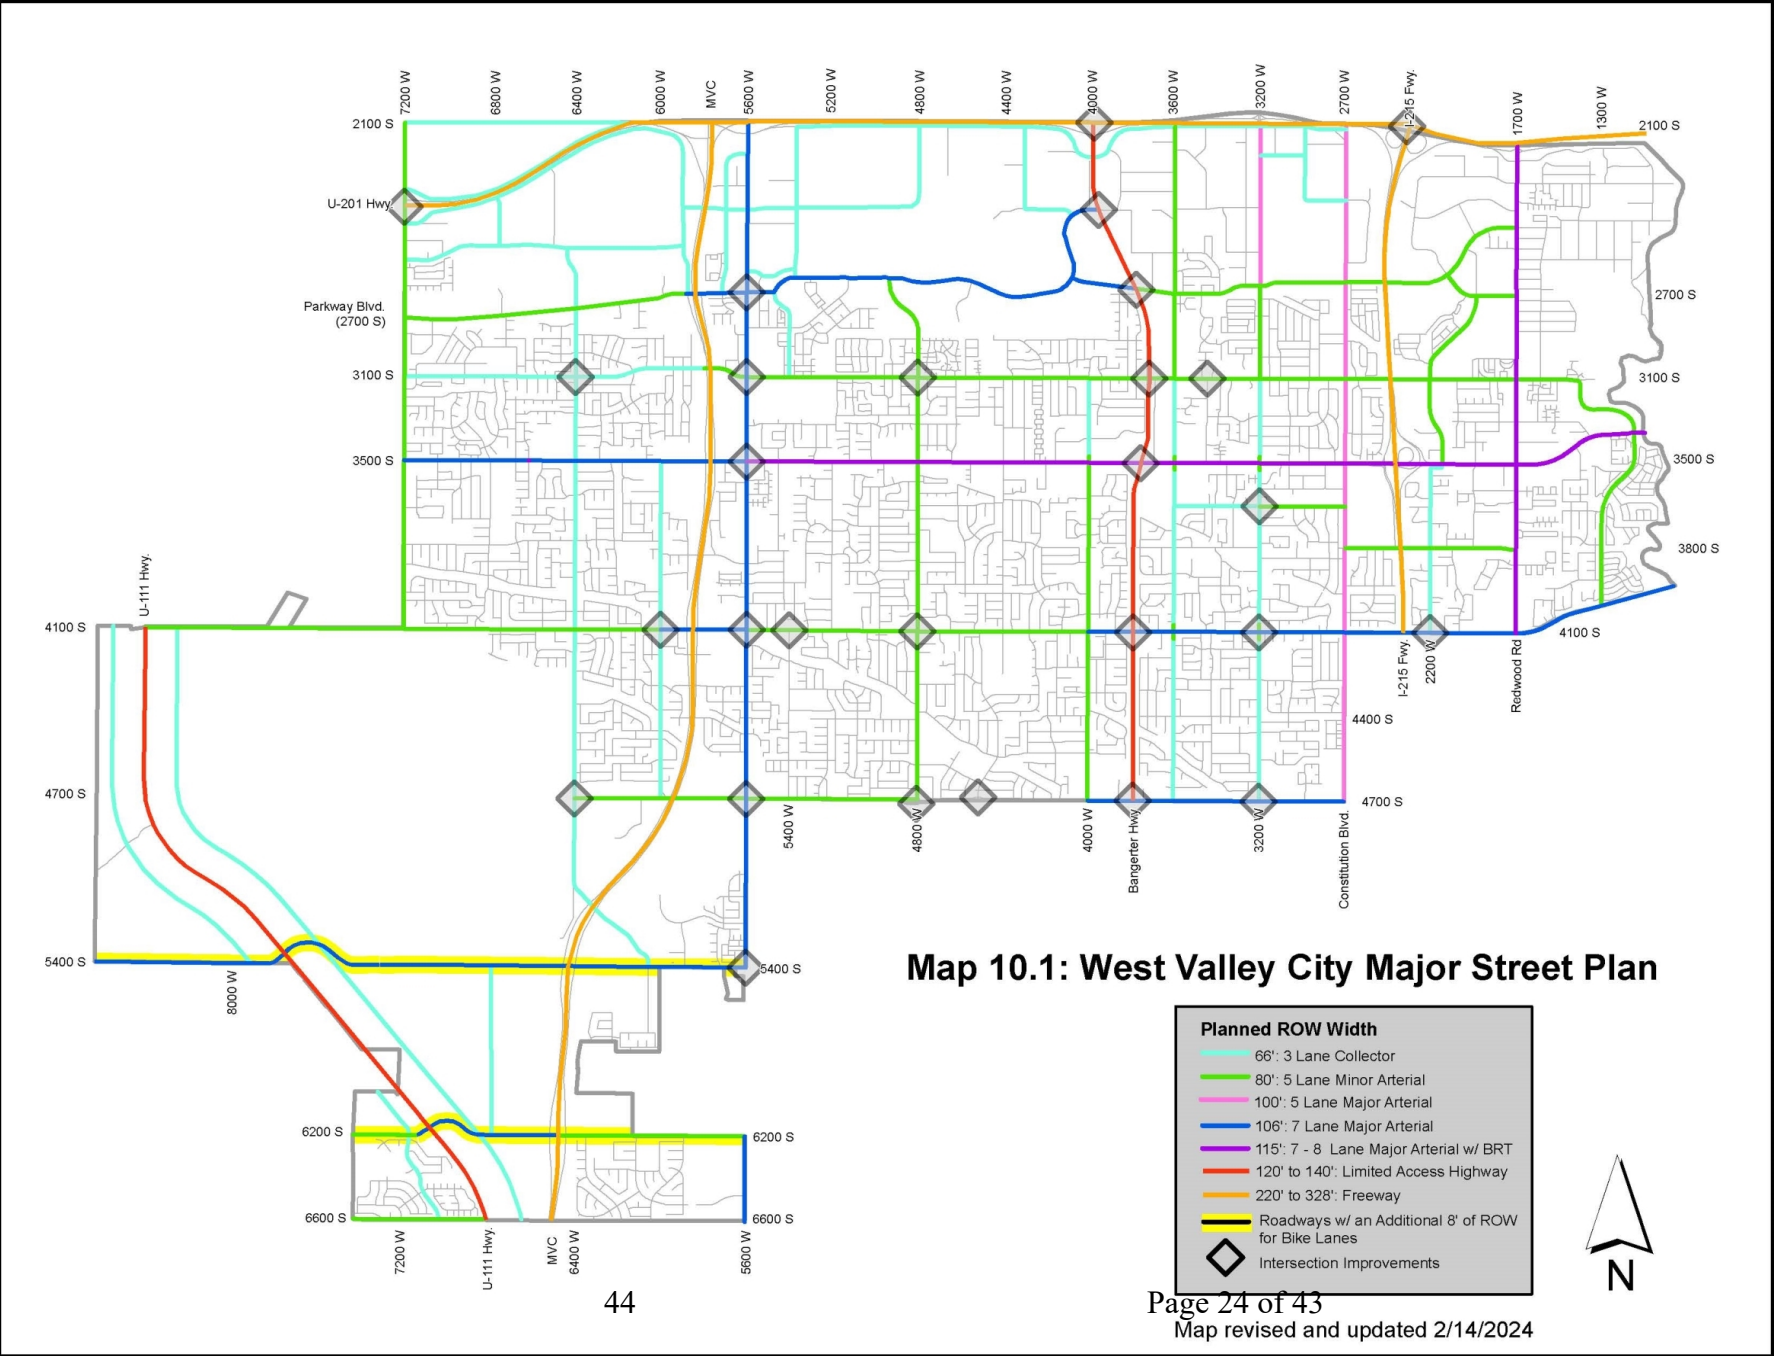 7200 W
6800 W
6400 W
6000 W
MVC
5600 W
5200 W
4800 W
4400 W
4000 W
3600 W
3200 W
2700 W
I-215 Fwy.
1700 W
1300 W
2100 S
2100 S
U-201 Hwy.
Parkway Blvd.
(2700 S)
2700 S
3100 S
3100 S
3500 S
3500 S
3800 S
U-111 Hwy.
4100 S
4100 S
I-215 Fwy.
2200 W
Redwood Rd
4400 S
4700 S
4700 S
5400 W
4800 W
4000 W
Bangerter Hwy.
3200 W
Constitution Blvd.
5400 S
5400 S
8000 W
Map 10.1: West Valley City Major Street Plan
Planned ROW Width
66': 3 Lane Collector
80': 5 Lane Minor Arterial
100': 5 Lane Major Arterial
106': 7 Lane Major Arterial
115': 7 - 8 Lane Major Arterial w/ BRT
120' to 140': Limited Access Highway
220' to 328': Freeway
Roadways w/ an Additional 8' of ROW
for Bike Lanes
Intersection Improvements
6200 S
6200 S
6600 S
6600 S
7200 W
U-111 Hwy.
MVC
6400 W
5600 W
N
44
Page 24 of 43
Map revised and updated 2/14/2024